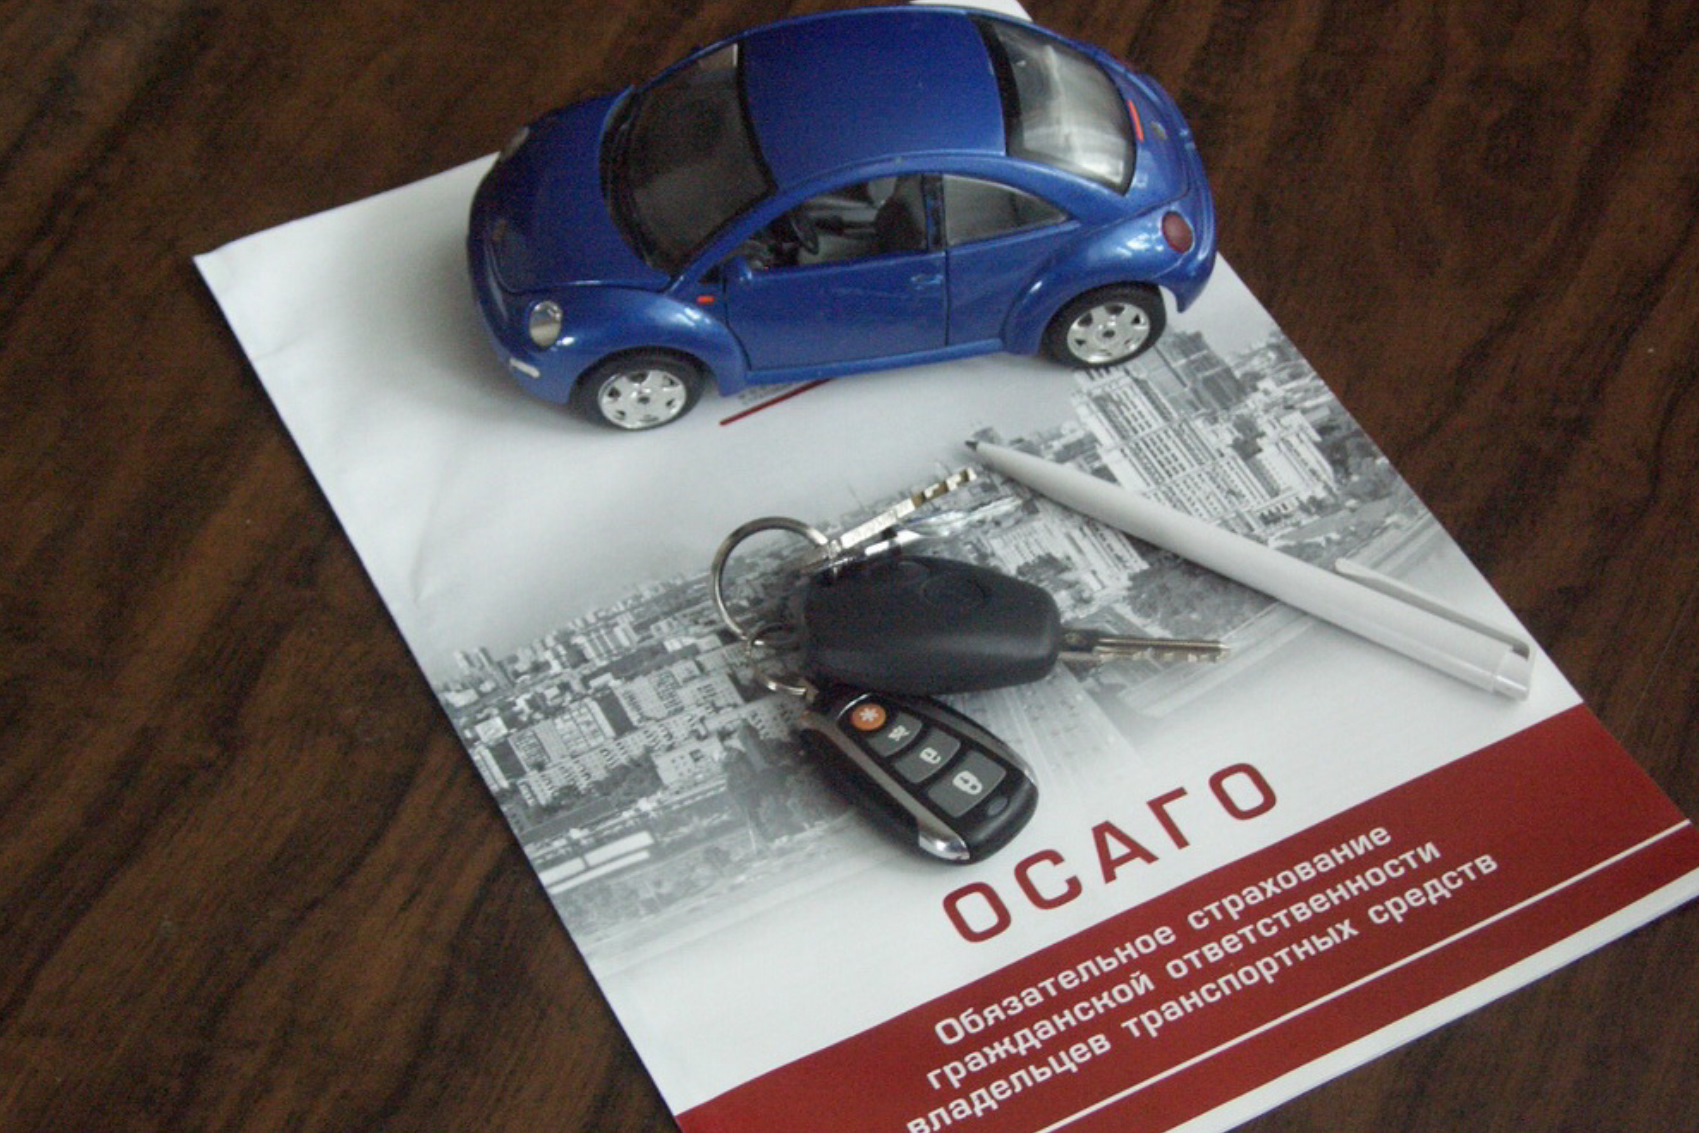 ОСАГО
Обязательное страхование
гражданской ответственности
владельцев транспортных средств